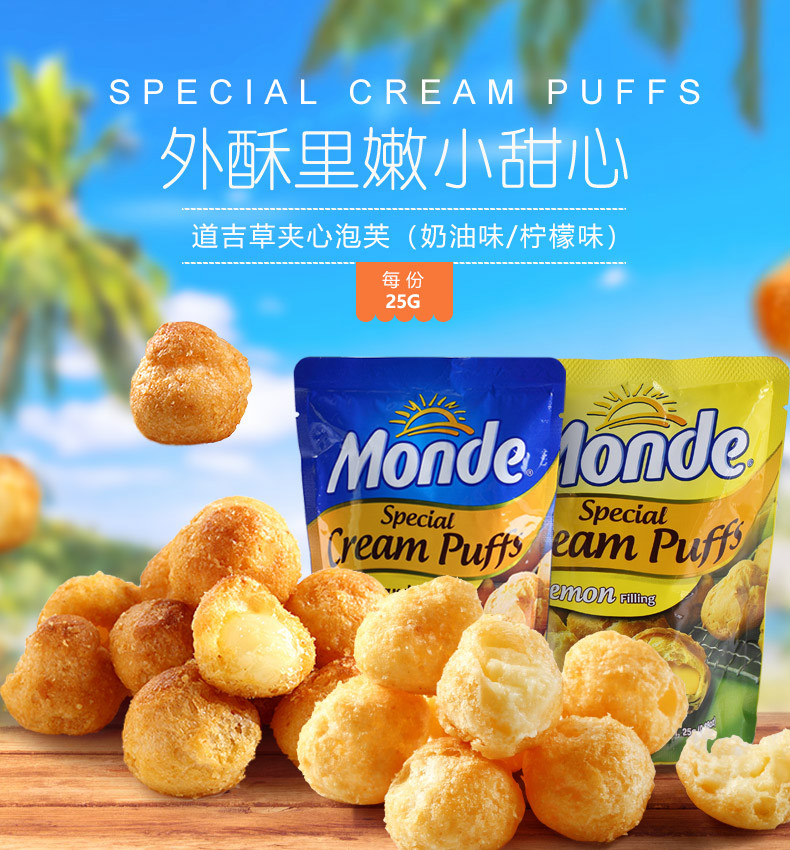 SPECIAL CREAM PUFFS
外酥里嫩小甜心
道吉草夹心泡芙（奶油味/柠檬味）
每份
25G
Monde
Special
Cream Puffs
Monde
Special
eam Puffs
emon Filling